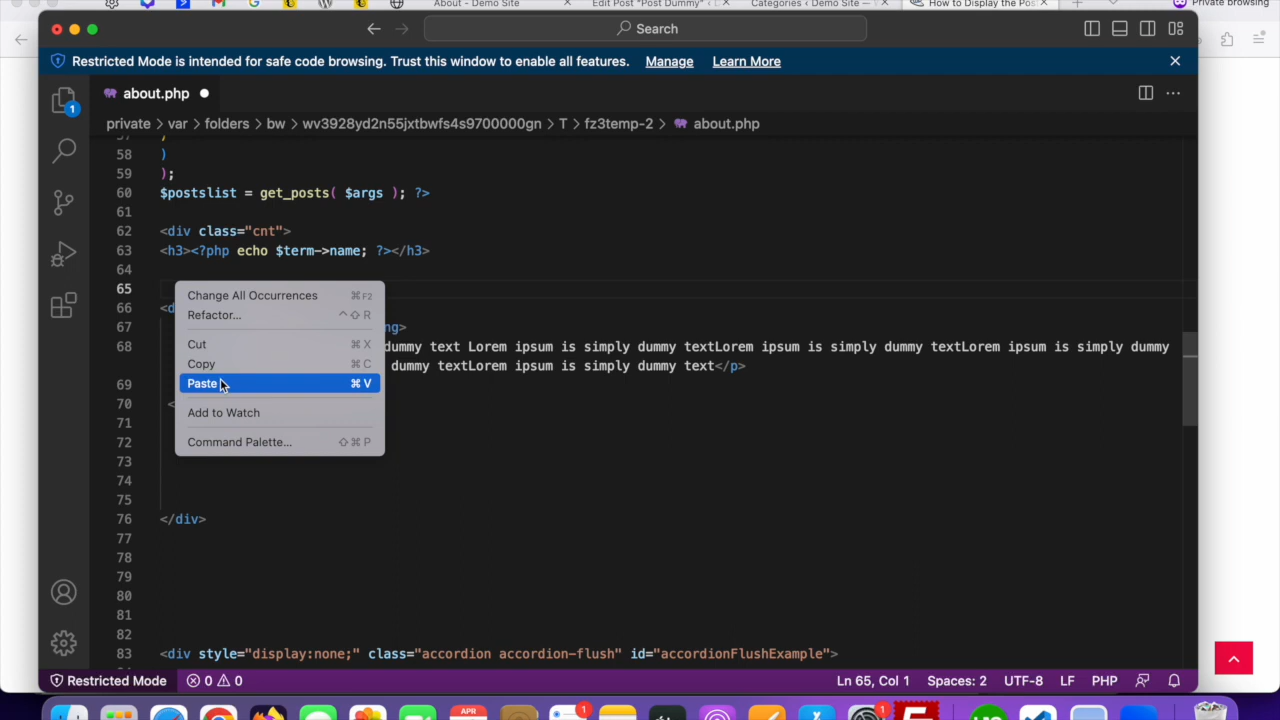 About - Demo Site
Edit Post "Post Dummy" ‹ D
Categories ‹ Demo Site — V
How to Display the Pos
Private browsing
Search
Restricted Mode is intended for safe code browsing. Trust this window to enable all features. Manage Learn More
about.php
private > var > folders > bw > wv3928yd2n55jxtbwfs4s9700000gn > T > fz3temp-2 > about.php
58 )
59 );
60 $postslist = get_posts( $args ); ?>
61
62 <div class="cnt">
63 <h3><?php echo $term->name; ?></h3>
64
65
66 <d
67 ng>
68 dummy text Lorem ipsum is simply dummy textLorem ipsum is simply dummy textLorem ipsum is simply dummy
dummy textLorem ipsum is simply dummy text</p>
69
70 <
71
72
73
74
75
76 </div>
77
78
79
80
81
82
83 <div style="display:none;" class="accordion accordion-flush" id="accordionFlushExample">
Change All Occurrences ⌘F2
Refactor... ^⇧R
Cut ⌘X
Copy ⌘C
Paste ⌘V
Add to Watch
Command Palette... ⇧⌘P
1
Restricted Mode 0 0 Ln 65, Col 1 Spaces: 2 UTF-8 LF PHP
APR
1
1